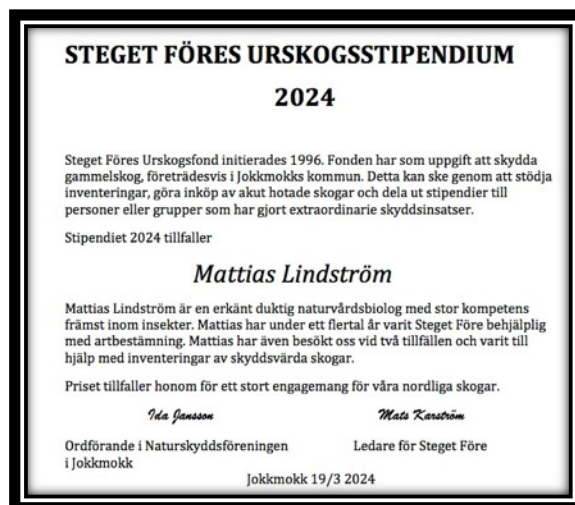 STEGET FÖRES URSKOGSSTIPENDIUM
2024
Steget Föres Urskogsfond initierades 1996. Fonden har som uppgift att skydda
gammelskog, företrädesvis i Jokkmokks kommun. Detta kan ske genom att stödja
inventeringar, göra inköp av akut hotade skogar och dela ut stipendier till
personer eller grupper som har gjort extraordinarie skyddsinsatser.
Stipendiet 2024 tillfaller
Mattias Lindström
Mattias Lindström är en erkänt duktig naturvårdsbiolog med stor kompetens
främst inom insekter. Mattias har under ett flertal år varit Steget Före behjälplig
med artbestämning. Mattias har även besökt oss vid två tillfällen och varit till
hjälp med inventeringar av skyddsvärda skogar.
Priset tillfaller honom för ett stort engagemang för våra nordliga skogar.
Ida Jansson Mats Karström
Ordförande i Naturskyddsföreningen Ledare för Steget Före
i Jokkmokk
Jokkmokk 19/3 2024